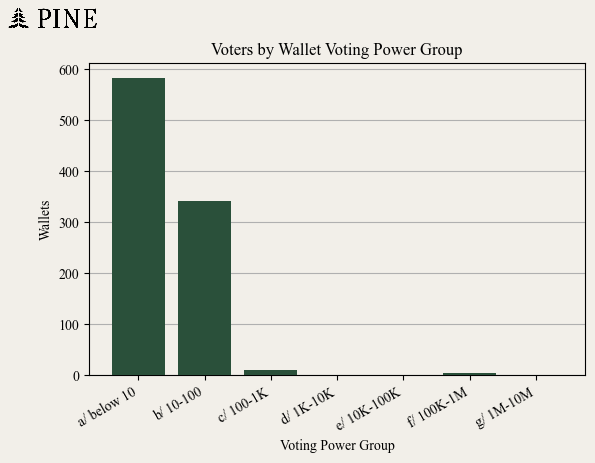 PINE
Voters by Wallet Voting Power Group
600
500
400
300
200
100
0
Wallets
a/ below 10
b/ 10-100
c/ 100-1K
d/ 1K-10K
e/ 10K-100K
f/ 100K-1M
g/ 1M-10M
Voting Power Group